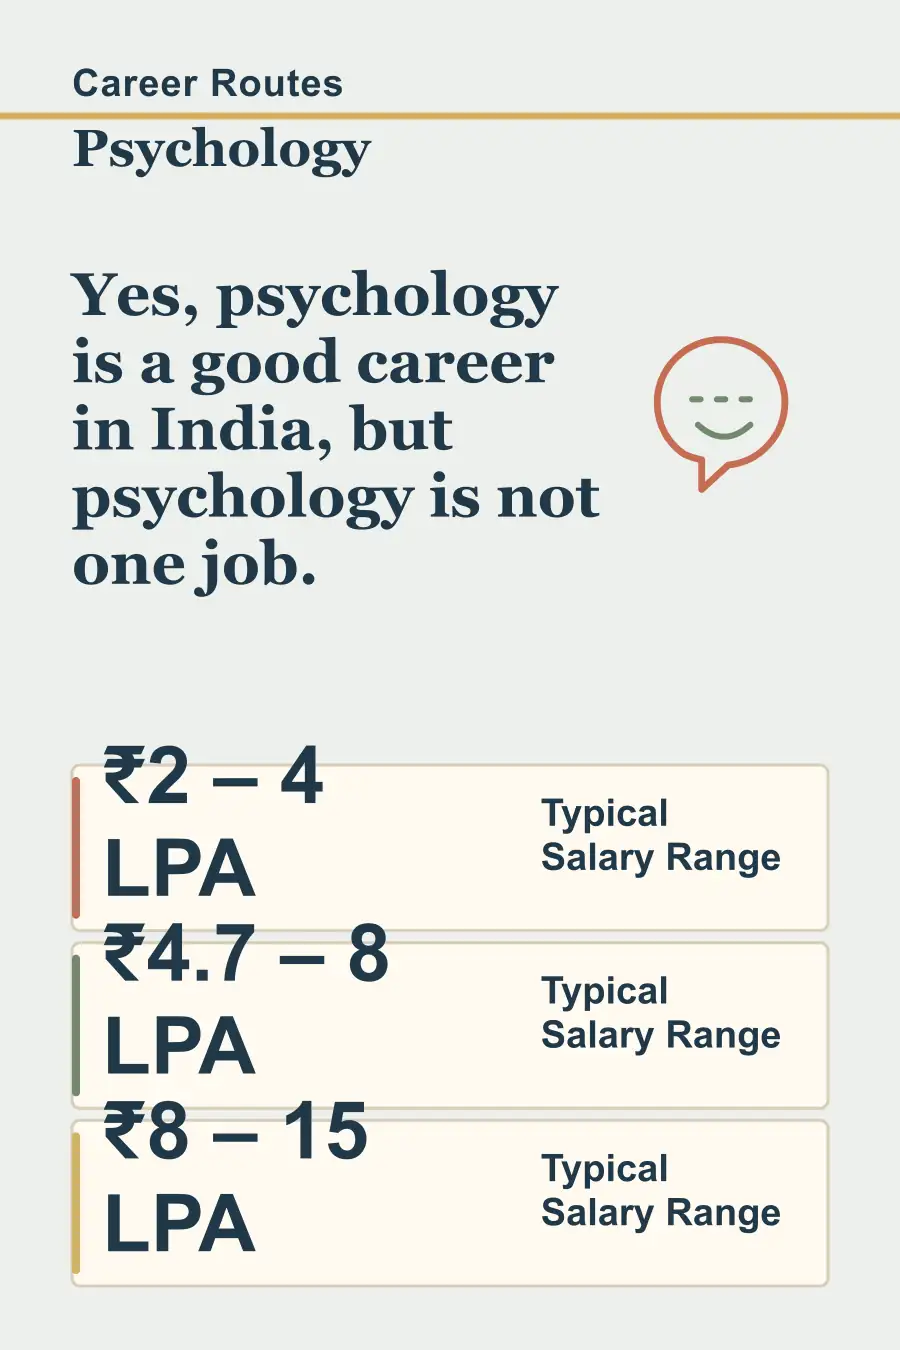 Career Routes
Psychology
Yes, psychology
is a good career
in India, but
psychology is not
one job.
₹2 – 4
LPA
Typical
Salary Range
₹4.7 – 8
LPA
Typical
Salary Range
₹8 – 15
LPA
Typical
Salary Range